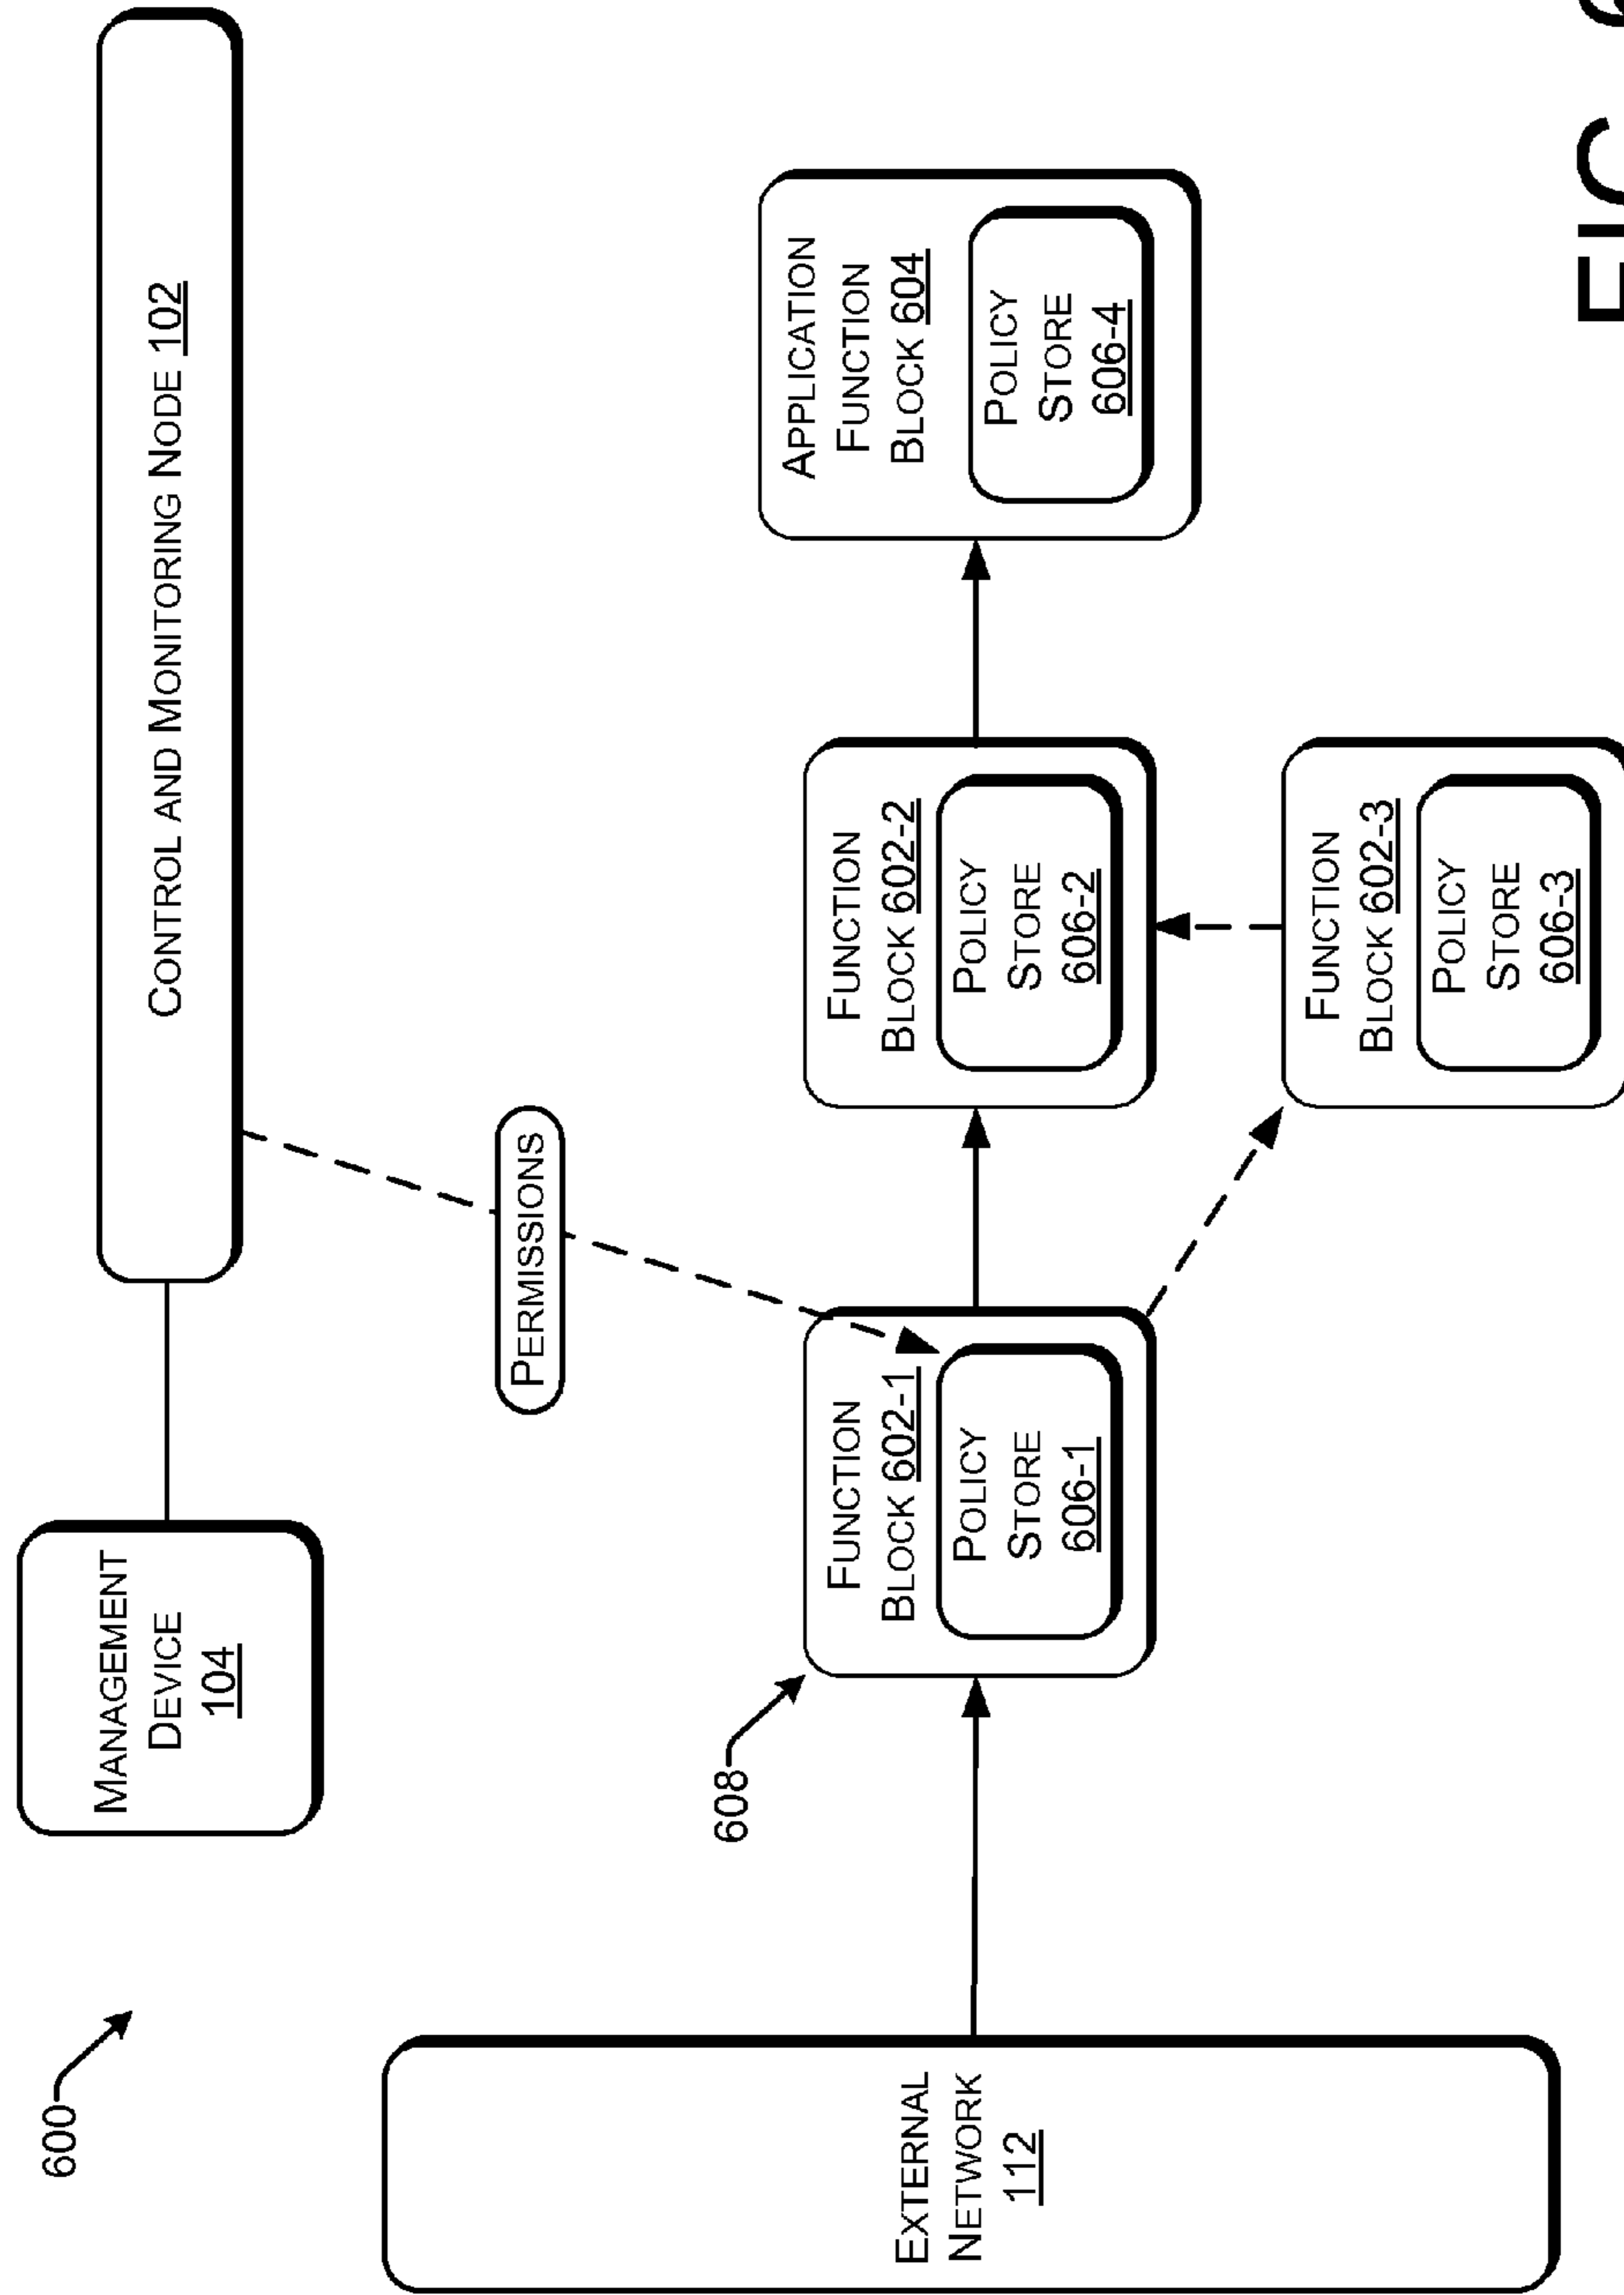 600
MANAGEMENT
DEVICE
104
CONTROL AND MONITORING NODE 102
PERMISSIONS
608
EXTERNAL
NETWORK
112
FUNCTION
BLOCK 602-1
POLICY
STORE
606-1
FUNCTION
BLOCK 602-2
POLICY
STORE
606-2
APPLICATION
FUNCTION
BLOCK 604
POLICY
STORE
606-4
FUNCTION
BLOCK 602-3
POLICY
STORE
606-3